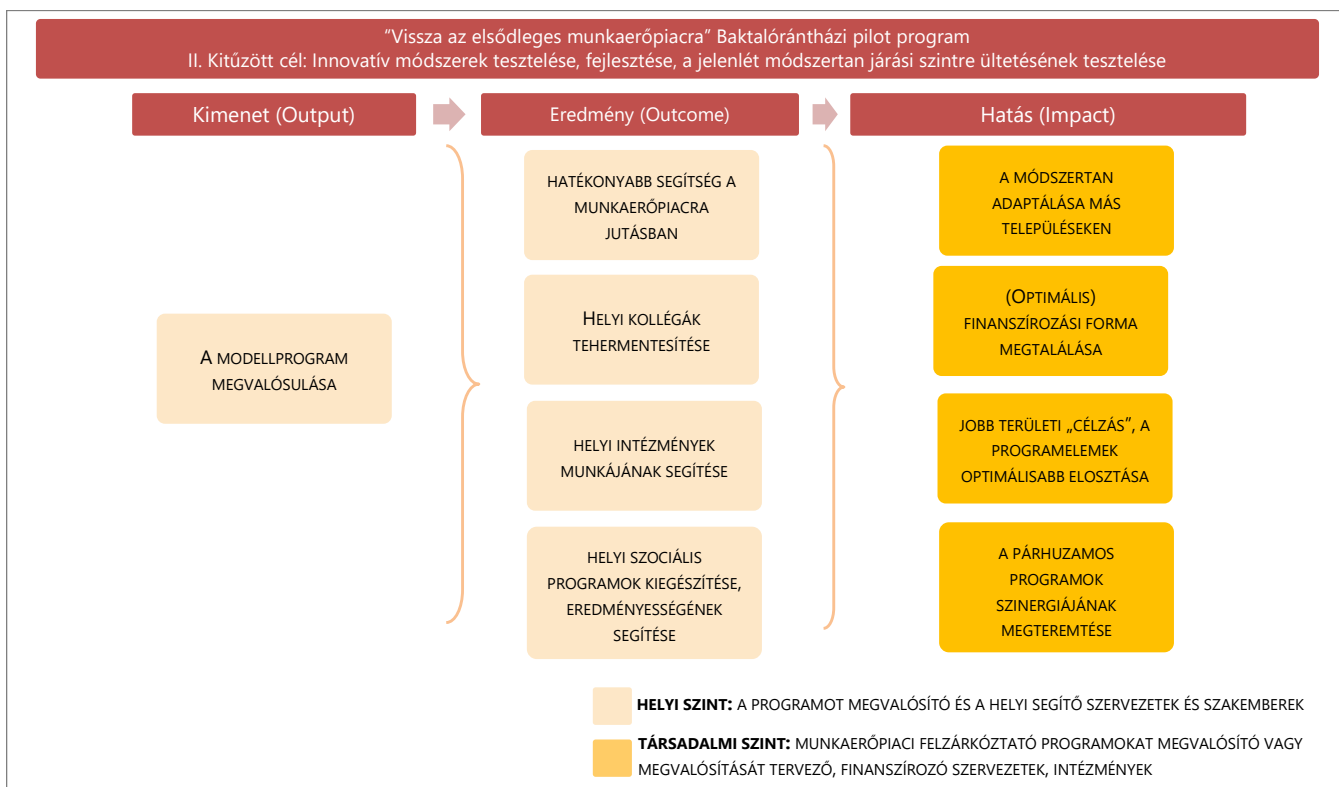 "Vissza az elsődleges munkaerőpiacra" Baktalórántházi pilot program
II. Kitűzött cél: Innovatív módszerek tesztelése, fejlesztése, a jelenlét módszertan járási szintre ültetésének tesztelése
Kimenet (Output)
Eredmény (Outcome)
Hatás (Impact)
A MODELLPROGRAM
MEGVALÓSULÁSA
HATÉKONYABB SEGÍTSÉG A
MUNKAERŐPIACRA
JUTÁSBAN
HELYI KOLLÉGÁK
TEHERMENTESÍTÉSE
HELYI INTÉZMÉNYEK
MUNKÁJÁNAK SEGÍTÉSE
HELYI SZOCIÁLIS
PROGRAMOK KIEGÉSZÍTÉSE,
EREDMÉNYESSÉGÉNEK
SEGÍTÉSE
A MÓDSZERTAN
ADAPTÁLÁSA MÁS
TELEPÜLÉSEKEN
(OPTIMÁLIS)
FINANSZÍROZÁSI FORMA
MEGTALÁLÁSA
JOBB TERÜLETI „CÉLZÁS”, A
PROGRAMELEMEK
OPTIMÁLISABB ELOSZTÁSA
A PÁRHUZAMOS
PROGRAMOK
SZINERGIÁJÁNAK
MEGTEREMTÉSE
HELYI SZINT: A PROGRAMOT MEGVALÓSÍTÓ ÉS A HELYI SEGÍTŐ SZERVEZETEK ÉS SZAKEMBEREK
TÁRSADALMI SZINT: MUNKAERŐPIACI FELZÁRKÓZTATÓ PROGRAMOKAT MEGVALÓSÍTÓ VAGY
MEGVALÓSÍTÁSÁT TERVEZŐ, FINANSZÍROZÓ SZERVEZETEK, INTÉZMÉNYEK